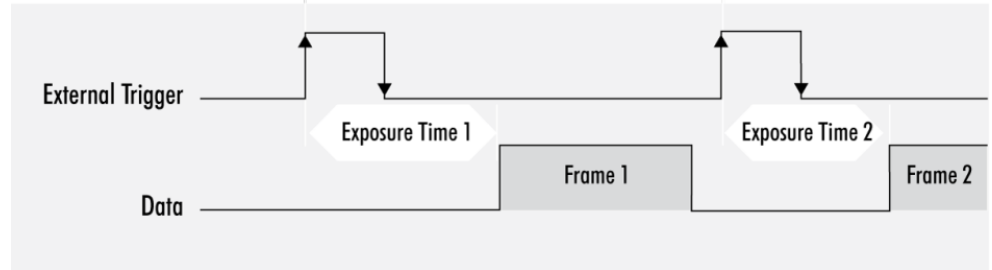 External Trigger
Exposure Time 1
Exposure Time 2
Frame 1
Frame 2
Data